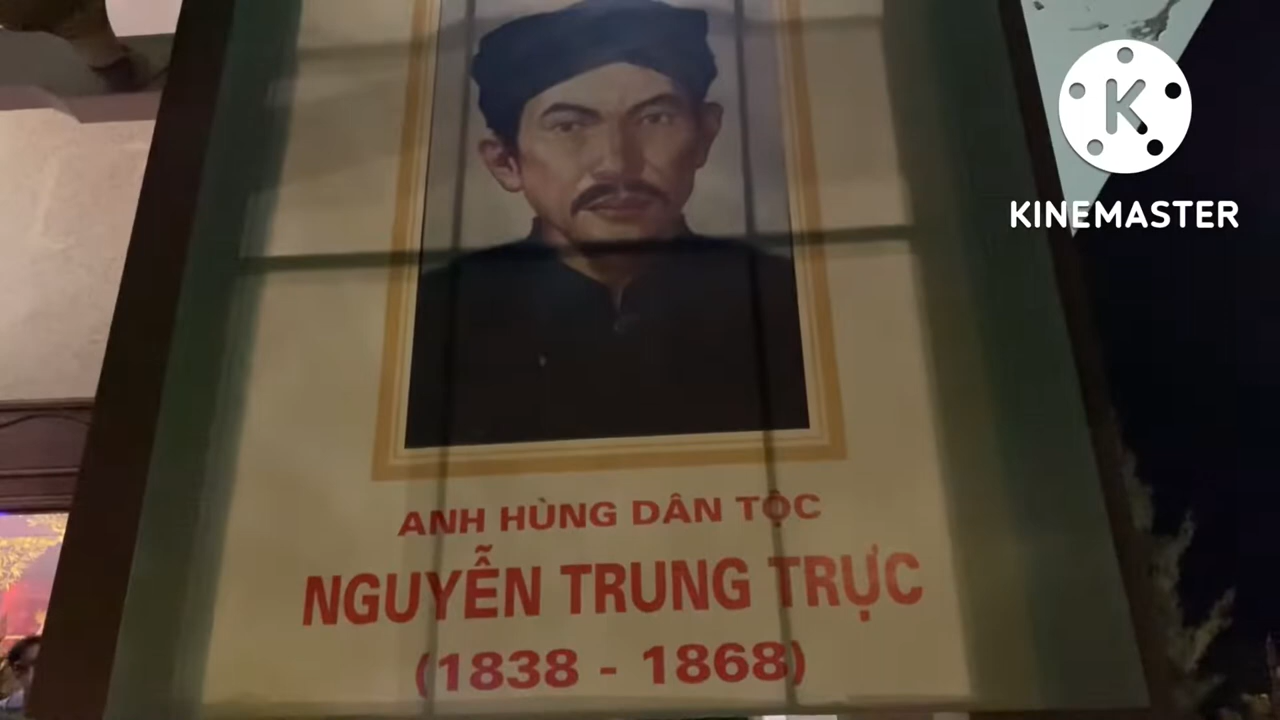 K
KINEMASTER
ANH HÙNG DÂN TỘC
NGUYỄN TRUNG TRỰC
(1838 - 1868)